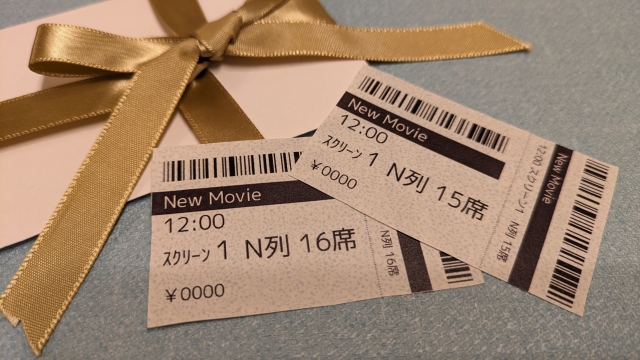 New Movie
12:00
ｽｸﾘｰﾝ 1 N列 16席
￥0000
N列 16席
New Movie
12:00
ｽｸﾘｰﾝ 1 N列 15席
￥0000
New Movie
12:00 スクリーン1 N列 15席